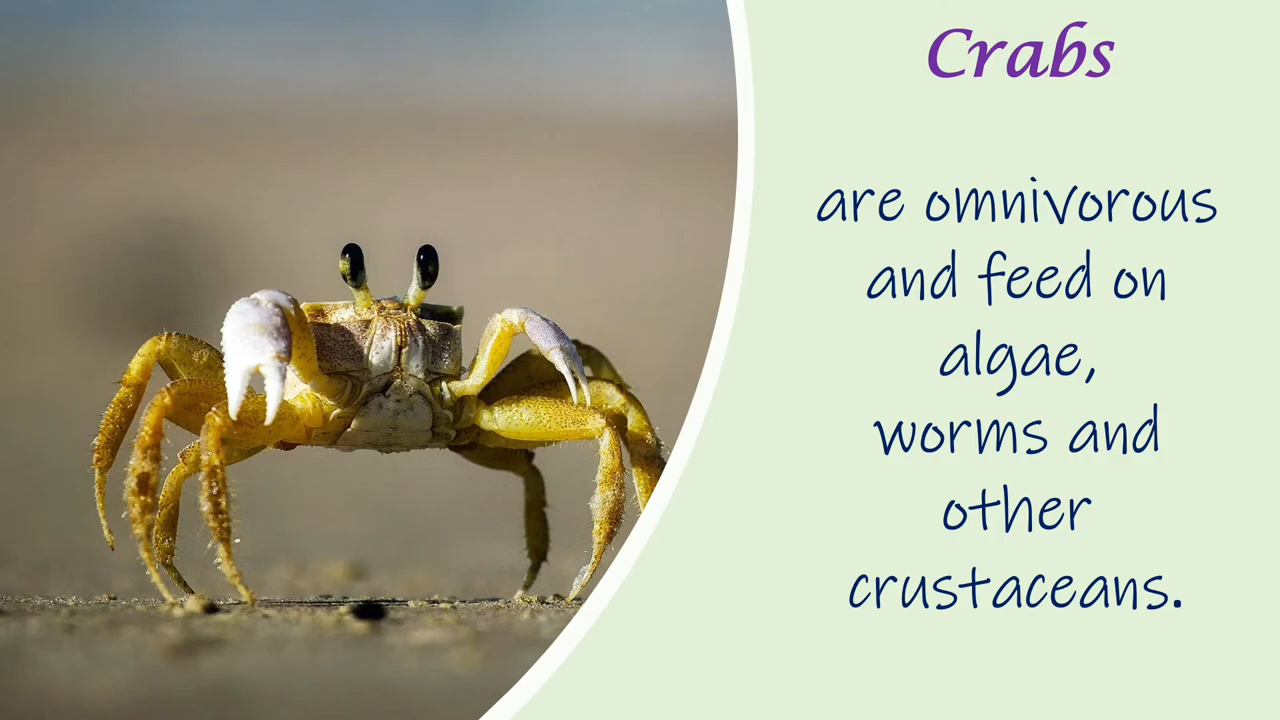 Crabs
are omnivorous
and feed on
algae,
worms and
other
crustaceans.